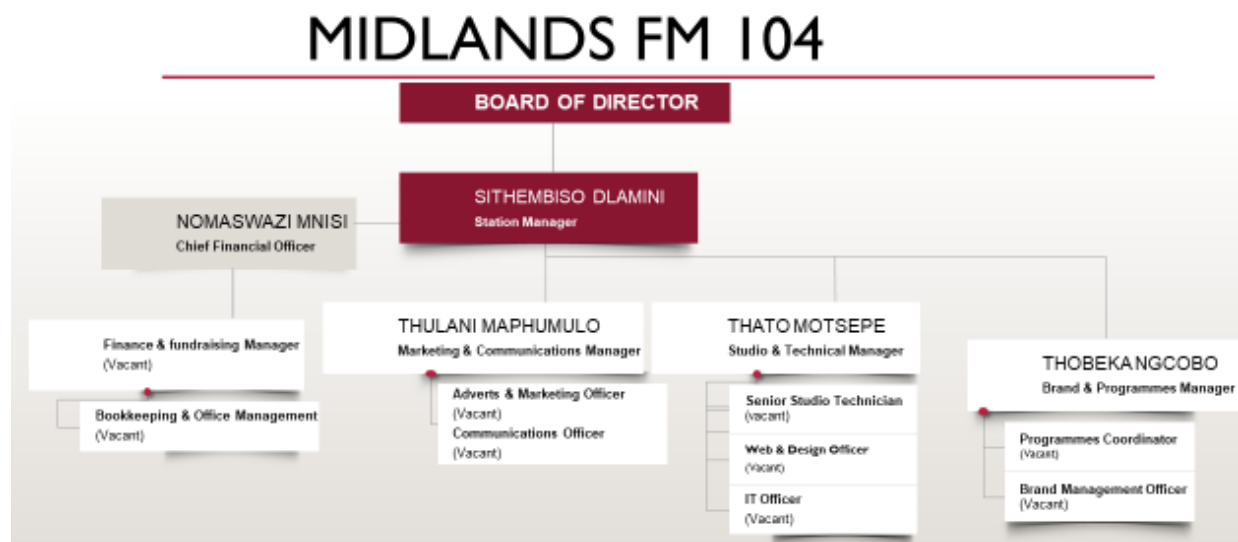 MIDLANDS FM 104
BOARD OF DIRECTOR
SITHEMBISO DLAMINI
Station Manager
NOMASWAZI MNISI
Chief Financial Officer
Finance & fundraising Manager
(Vacant)
Bookkeeping & Office Management
(Vacant)
THULANI MAPHUMULO
Marketing & Communications Manager
Adverts & Marketing Officer
(Vacant)
Communications Officer
(Vacant)
THATO MOTSEPE
Studio & Technical Manager
Senior Studio Technician
(vacant)
Web & Design Officer
(Vacant)
IT Officer
(Vacant)
THOBEKA NGCOBO
Brand & Programmes Manager
Programmes Coordinator
(Vacant)
Brand Management Officer
(Vacant)